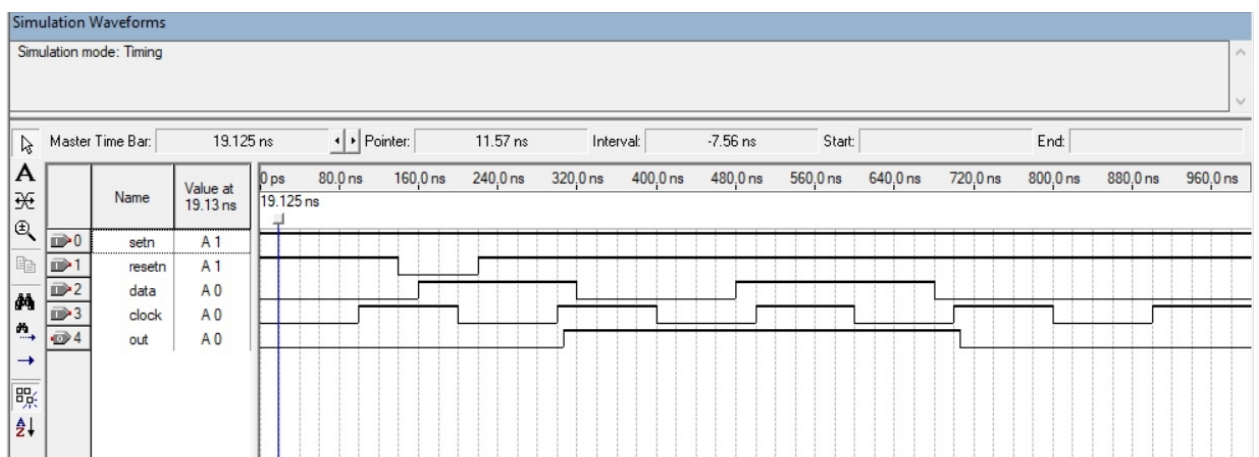 Simulation Waveforms
Simulation mode: Timing
Master Time Bar: 19.125 ns Pointer: 11.57 ns Interval: -7.56 ns Start: End:
A
Name
Value at
19.13 ns
0 ps 80.0 ns 160.0 ns 240.0 ns 320.0 ns 400.0 ns 480.0 ns 560.0 ns 640.0 ns 720.0 ns 800.0 ns 880.0 ns 960.0 ns
19.125 ns
0 setn A 1
1 resetn A 1
2 data A 0
3 clock A 0
4 out A 0
A
Z